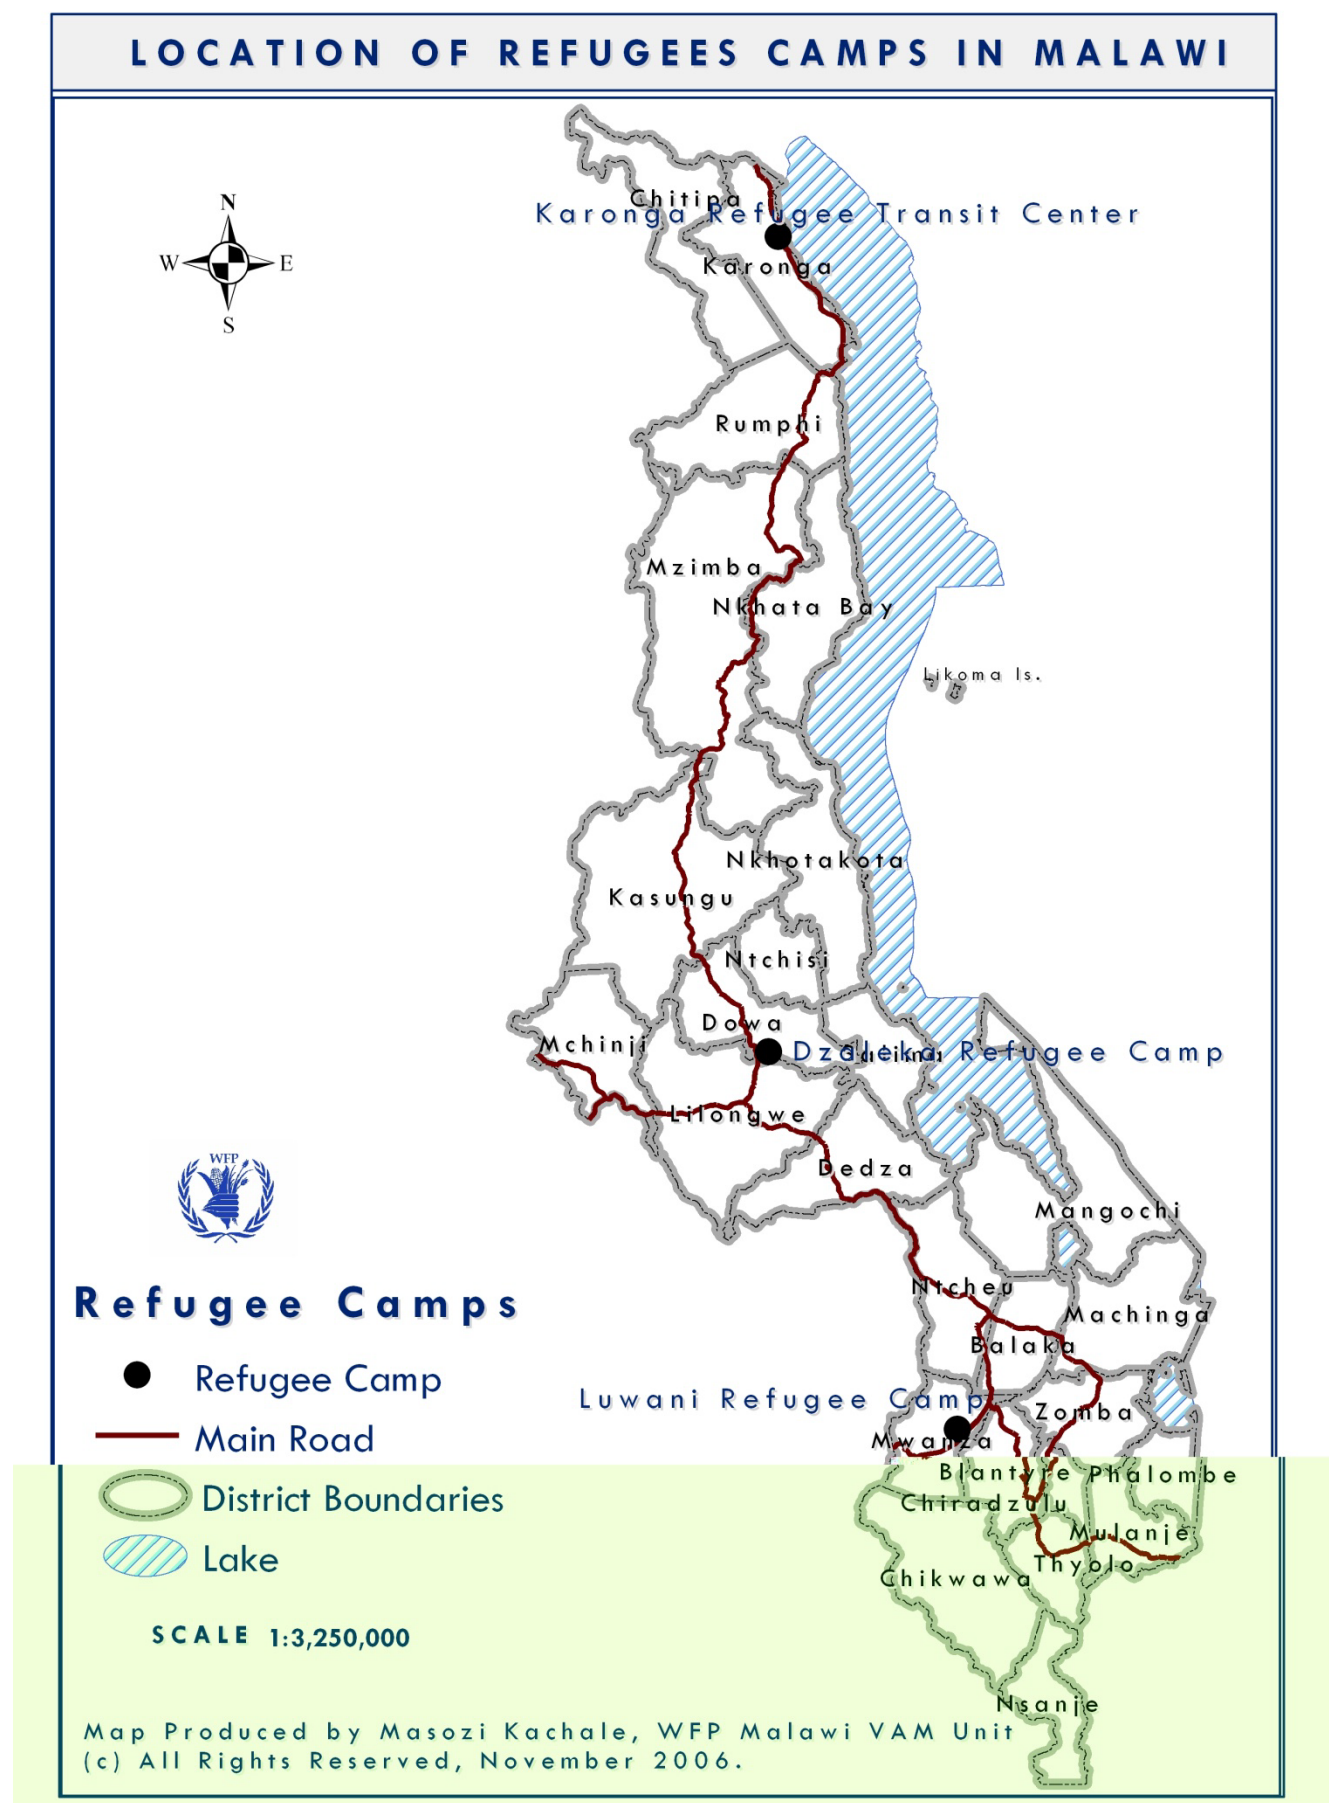 LOCATION OF REFUGEES CAMPS IN MALAWI
N
W
E
S
Chitipa
Karonga Refugee Transit Center
Karonga
Rumphi
Mzimba
Nkhata Bay
Likoma Is.
Nkhotakota
Kasungu
Ntchisi
Dowa
Mchinji
Dzaleka Refugee Camp
Lilongwe
Dedza
WFP
Mangochi
Ntcheu
Machinga
Balaka
Luwani Refugee Camp
Zomba
Mwanza
Blantyre
Phalombe
Chiradzulu
Mulanje
Thyolo
Chikwawa
Nsanje
Refugee Camps
Refugee Camp
Main Road
District Boundaries
Lake
SCALE 1:3,250,000
Map Produced by Masozi Kachale, WFP Malawi VAM Unit
(c) All Rights Reserved, November 2006.